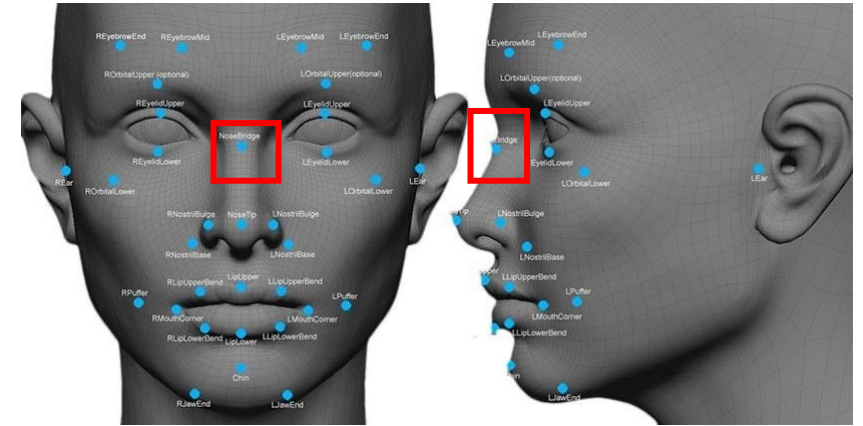 REyebrowEnd
REyebrowMid
LEyebrowMid
LEyebrowEnd
ROrbitalUpper (optional)
LOrbitalUpper (optional)
REyelidUpper
LEyelidUpper
NoseBridge
REyelidLower
LEyelidLower
REar
ROrbitalLower
LOrbitalLower
LEar
RNostrilBulge
NoseTip
LNostrilBulge
RNostrilBase
LNostrilBase
LipUpper
RLipUpperBend
LLipUpperBend
RPuffer
LPuffer
RMouthCorner
LMouthCorner
RLipLowerBend
LipLower
LLipLowerBend
Chin
RJawEnd
LJawEnd
LEyebrowMid
LEyebrowEnd
LOrbitalUpper (optional)
LEyelidUpper
Bridge
EyelidLower
LOrbitalLower
LEar
LNostrilBulge
LNostrilBase
LLipUpperBend
LPuffer
LMouthCorner
LLipLowerBend
LJawEnd